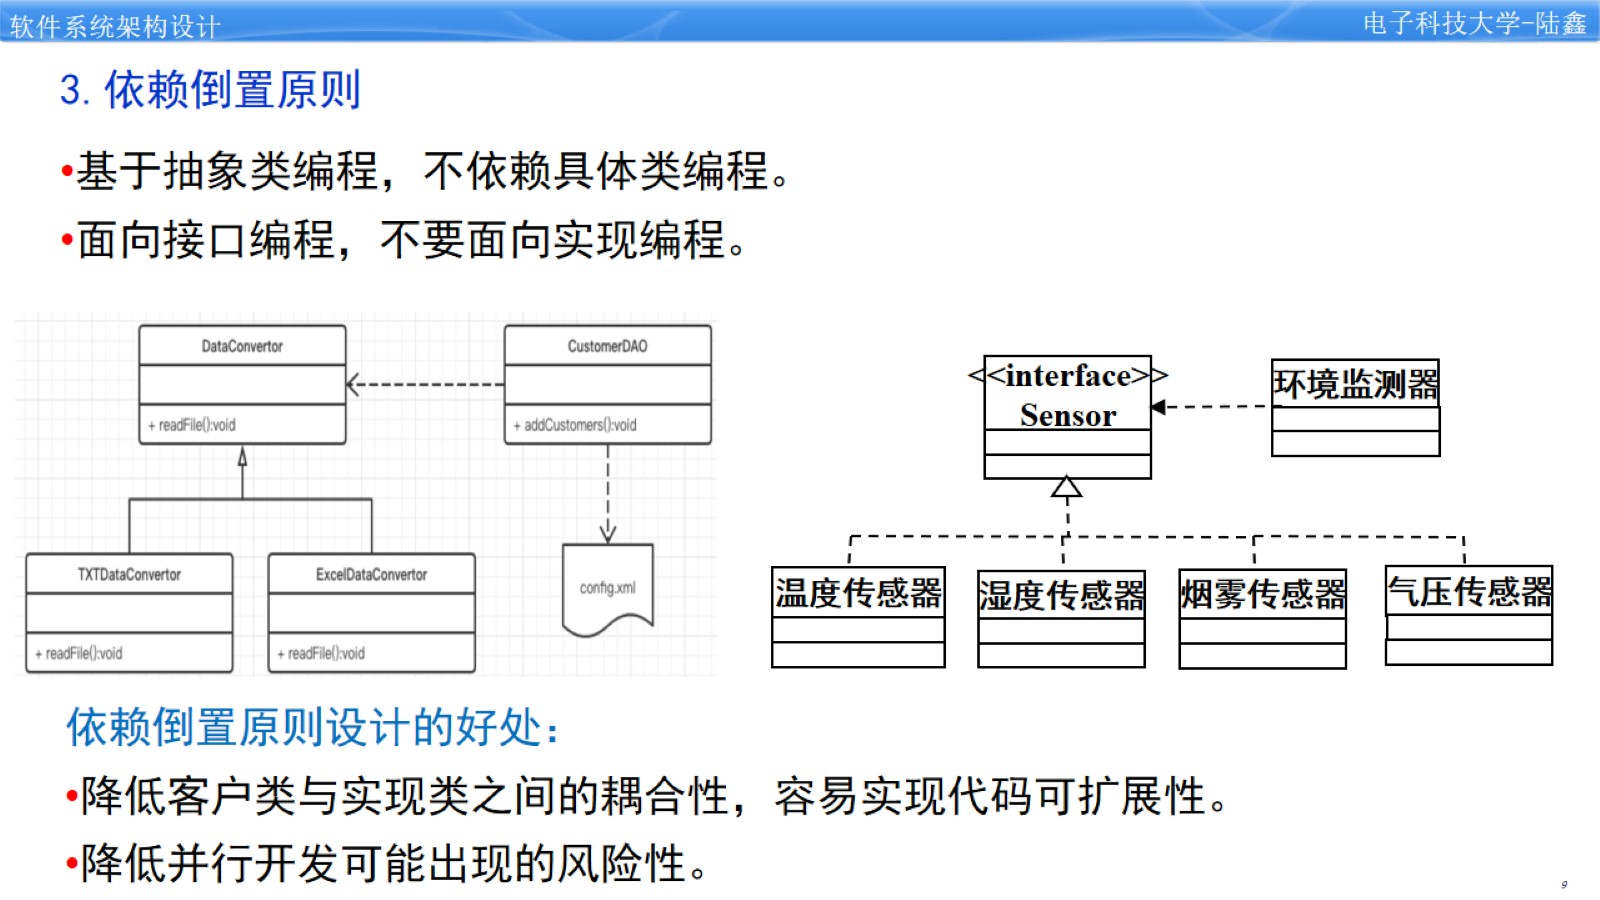 软件系统架构设计
电子科技大学-陆鑫
3. 依赖倒置原则
•基于抽象类编程，不依赖具体类编程。
•面向接口编程，不要面向实现编程。
DataConvertor
+ readFile():void
CustomerDAO
+ addCustomers():void
TXTDataConvertor
+ readFile():void
ExcelDataConvertor
+ readFile():void
config.xml
<<interface>>
Sensor
环境监测器
温度传感器
湿度传感器
烟雾传感器
气压传感器
依赖倒置原则设计的好处：
•降低客户类与实现类之间的耦合性，容易实现代码可扩展性。
•降低并行开发可能出现的风险性。
9